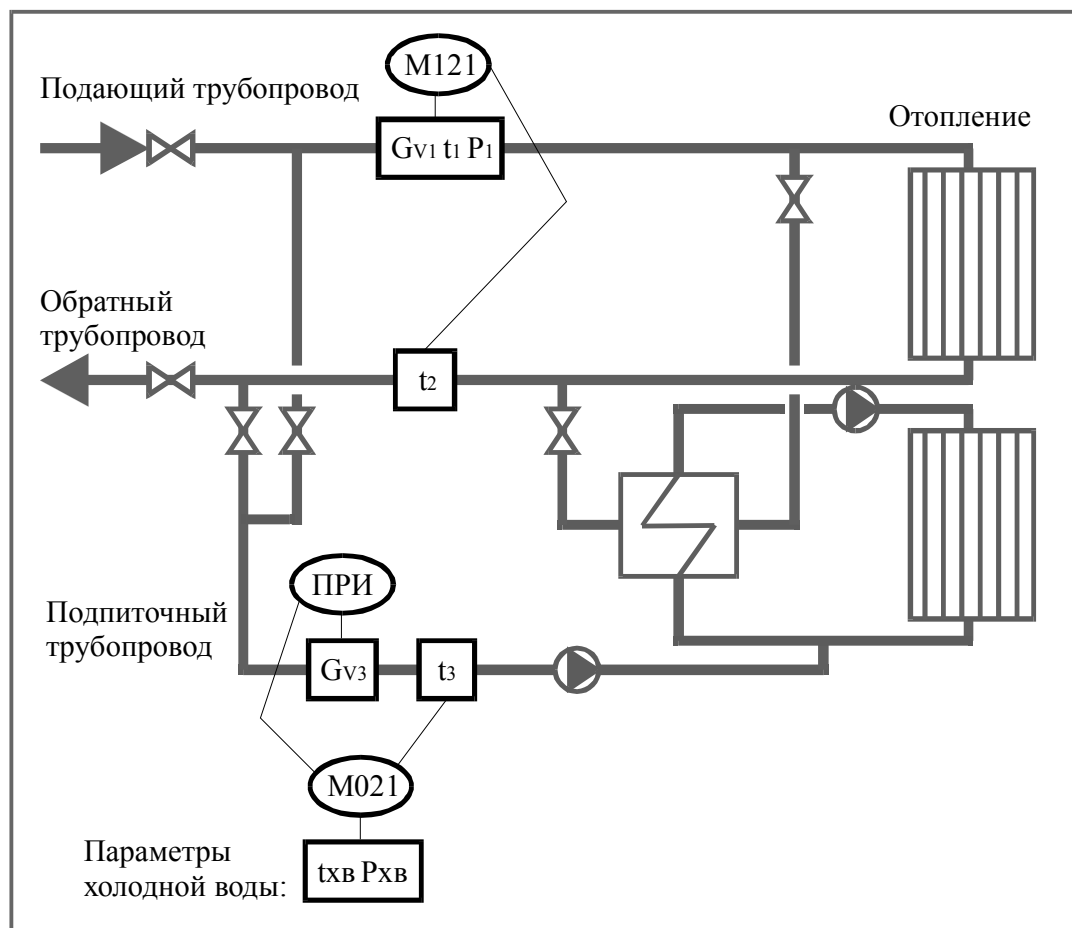 М121
Подающий трубопровод
GV1 t1 P1
Отопление
Обратный
трубопровод
t2
ПРИ
Подпиточный
трубопровод
GV3
t3
М021
Параметры
холодной воды:
tхв Pхв